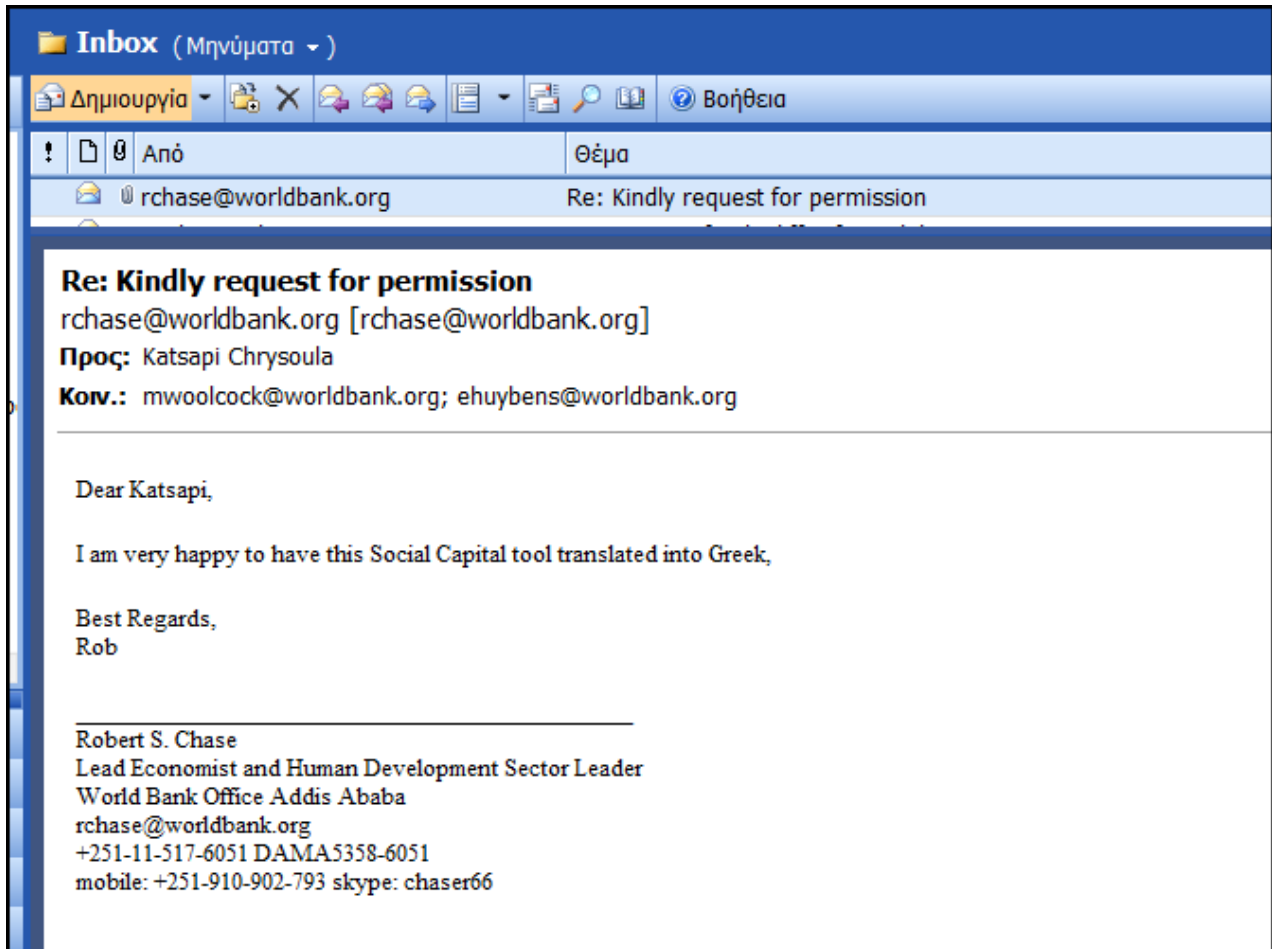 Inbox (Μηνύματα)
Δημιουργία Βοήθεια
! Από Θέμα
rchase@worldbank.org Re: Kindly request for permission
Re: Kindly request for permission
rchase@worldbank.org [rchase@worldbank.org]
Προς: Katsapi Chrysoula
Κοιν.: mwoolcock@worldbank.org; ehuybens@worldbank.org
Dear Katsapi,
I am very happy to have this Social Capital tool translated into Greek,
Best Regards,
Rob
Robert S. Chase
Lead Economist and Human Development Sector Leader
World Bank Office Addis Ababa
rchase@worldbank.org
+251-11-517-6051 DAMA5358-6051
mobile: +251-910-902-793 skype: chaser66